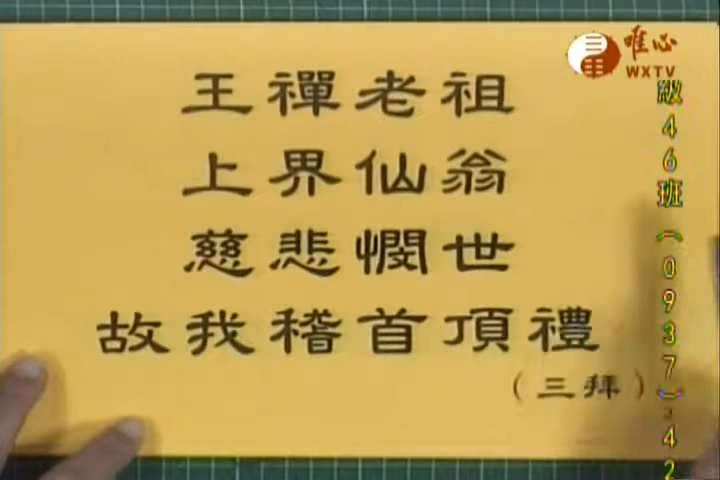 王禪老祖
上界仙翁
慈悲憫世
故我稽首頂禮
(三拜)
唯心
WXTV
級46班(0937)、42